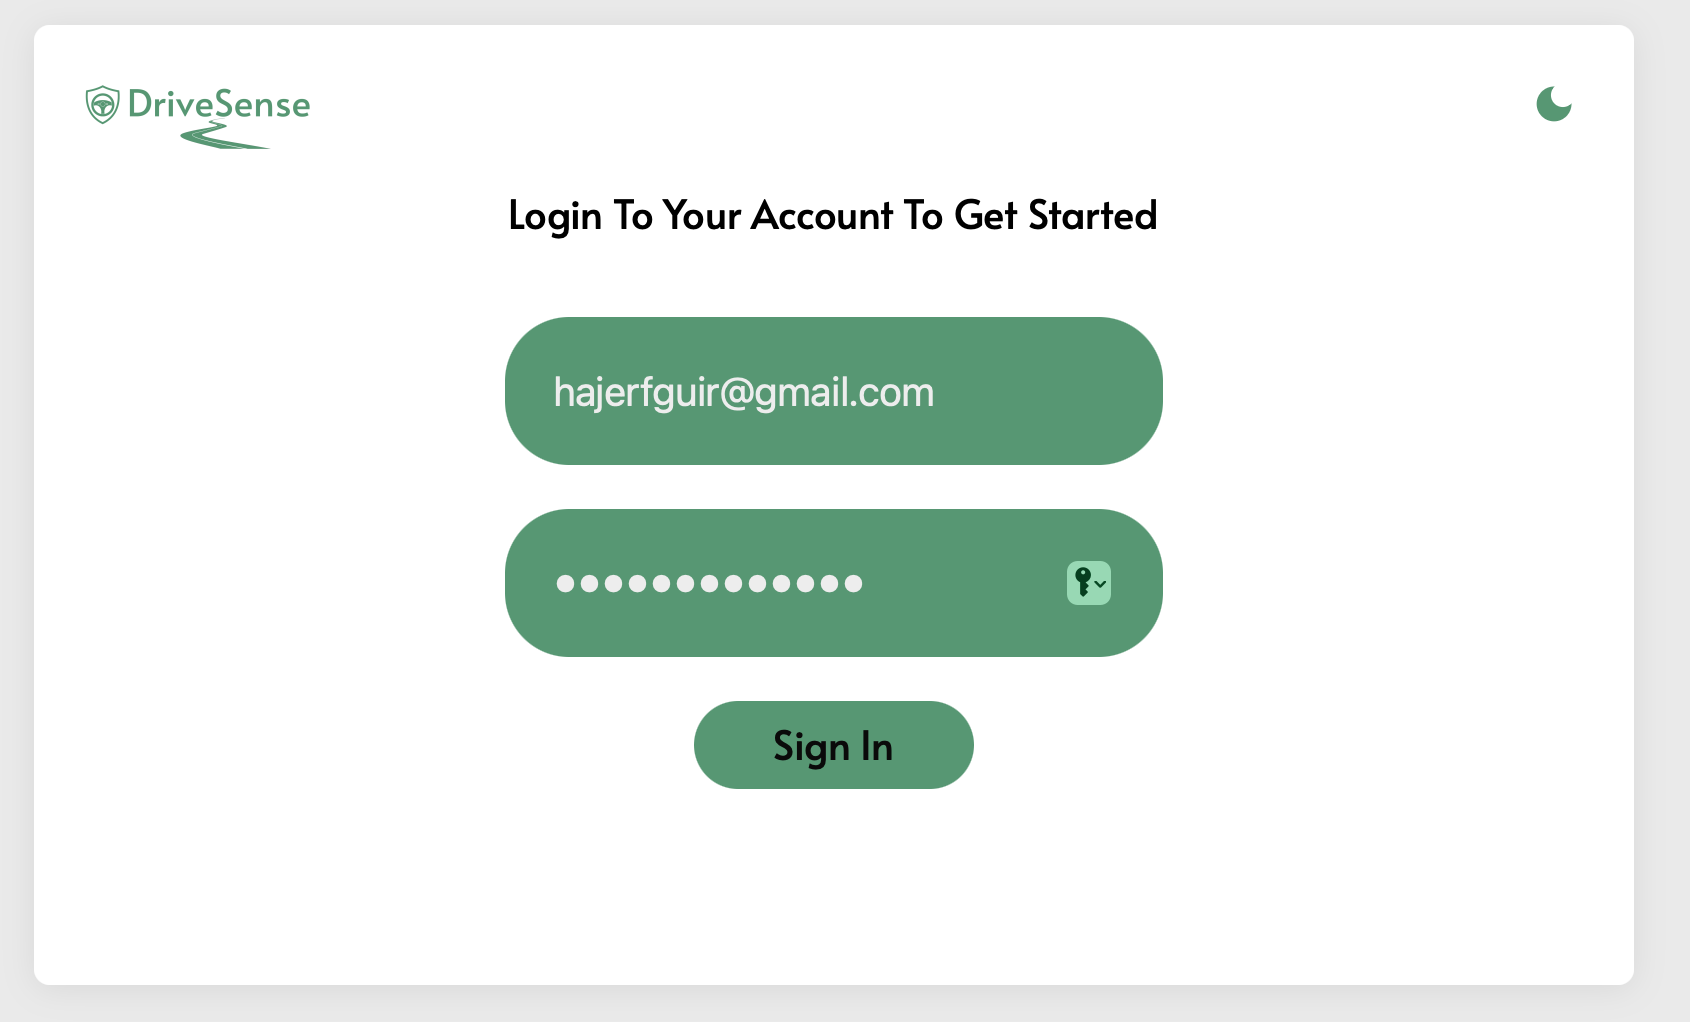 DriveSense
Login To Your Account To Get Started
hajerfguir@gmail.com
Sign In